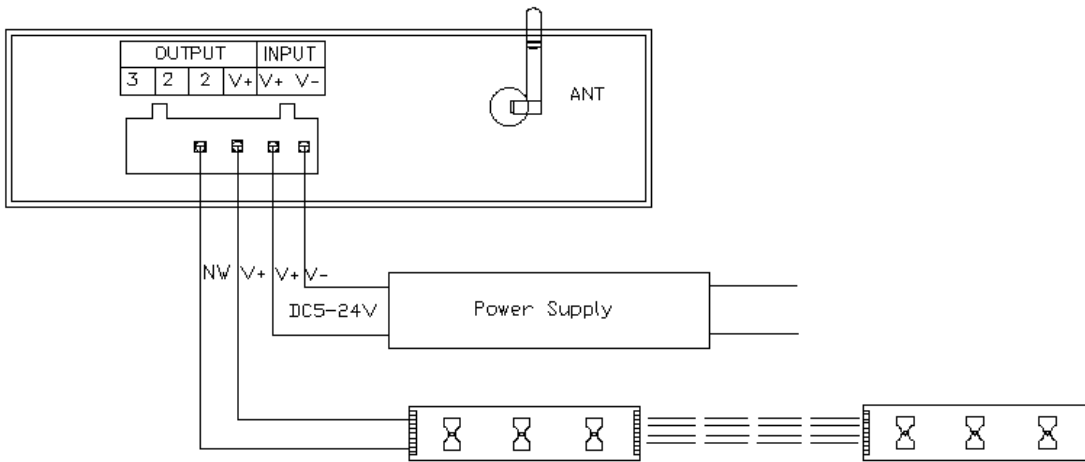 OUTPUT INPUT
3 2 2 V+ V+ V-
ANT
NW V+ V+ V-
DC5-24V
Power Supply